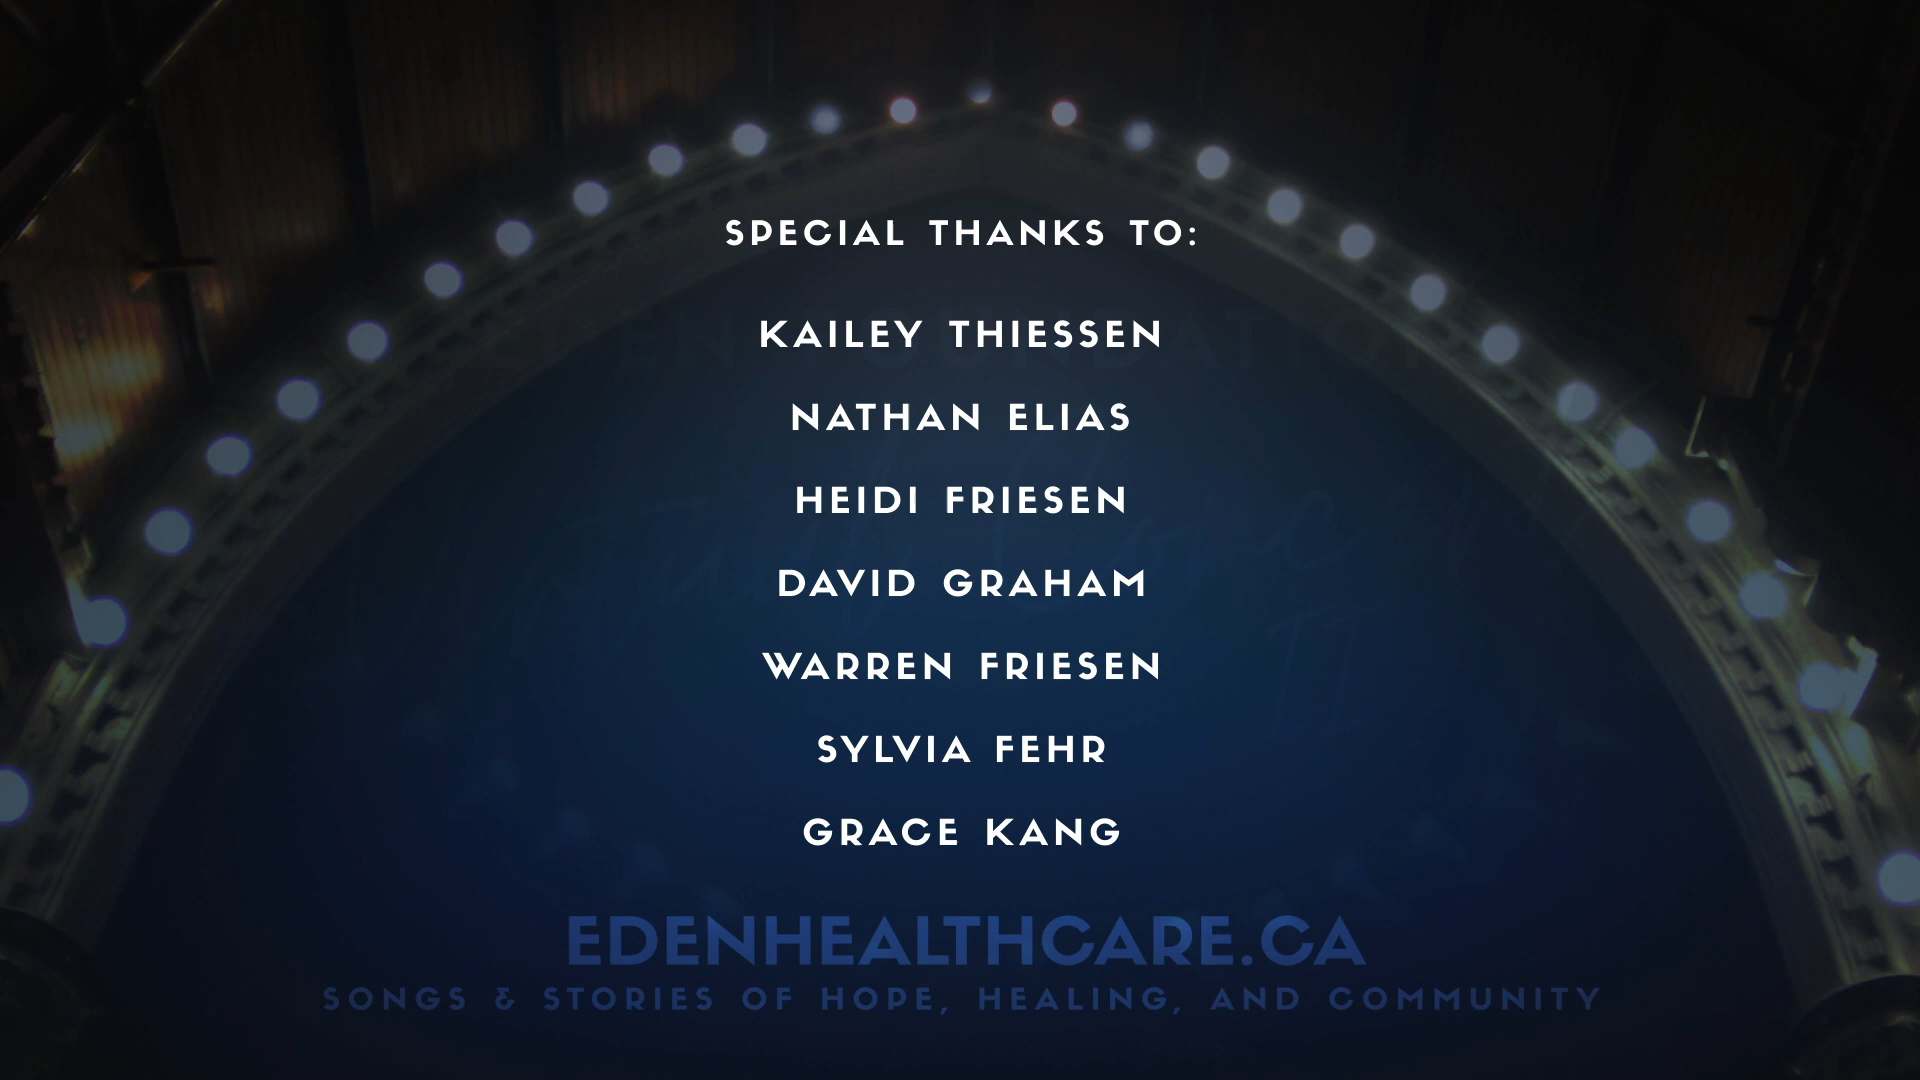 SPECIAL THANKS TO:
KAILEY THIESSEN
NATHAN ELIAS
HEIDI FRIESEN
DAVID GRAHAM
WARREN FRIESEN
SYLVIA FEHR
GRACE KANG
EDENHEALTHCARE.CA
SONGS & STORIES OF HOPE, HEALING, AND COMMUNITY